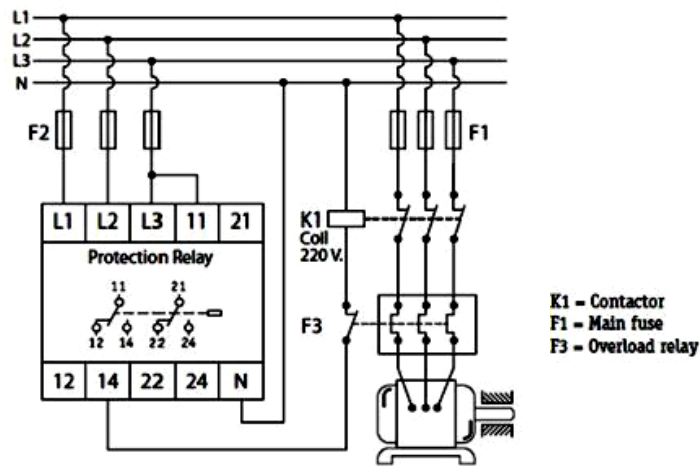 L1
L2
L3
N
F2
F1
L1 L2 L3 11 21
Protection Relay
11 21
12 14 22 24
12 14 22 24 N
K1
Coil
220 V.
F3
K1 = Contactor
F1 = Main fuse
F3 = Overload relay